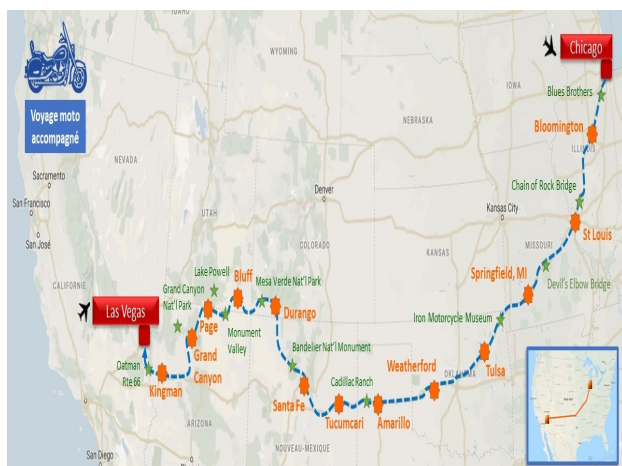 IDAHO
WYOMING
Chicago
IOWA
Blues Brothers
Voyage moto
accompagné
NEBRASKA
Bloomington
ILLINOIS
NEVADA
Sacramento
Denver
Chain of Rock Bridge
San Francisco
UTAH
Kansas City
San José
COLORADO
KANSAS
MISSOURI
St Louis
Lake Powell
Bluff
Mesa Verde Nat'l Park
Springfield, MI
Devil's Elbow Bridge
CALIFORNIE
Grand Canyon
Nat'l Park
Las Vegas
Page
Durango
Iron Motorcycle Museum
Monument
Valley
Grand
Canyon
Bandelier Nat'l Monument
Oatman
Rte 66
Kingman
Cadillac Ranch
Weatherford
OKLAHOMA
Tulsa
Santa Fe
Tucumcari
Amarillo
ARIZONA
San Diego
NOUVEAU-MEXIQUE